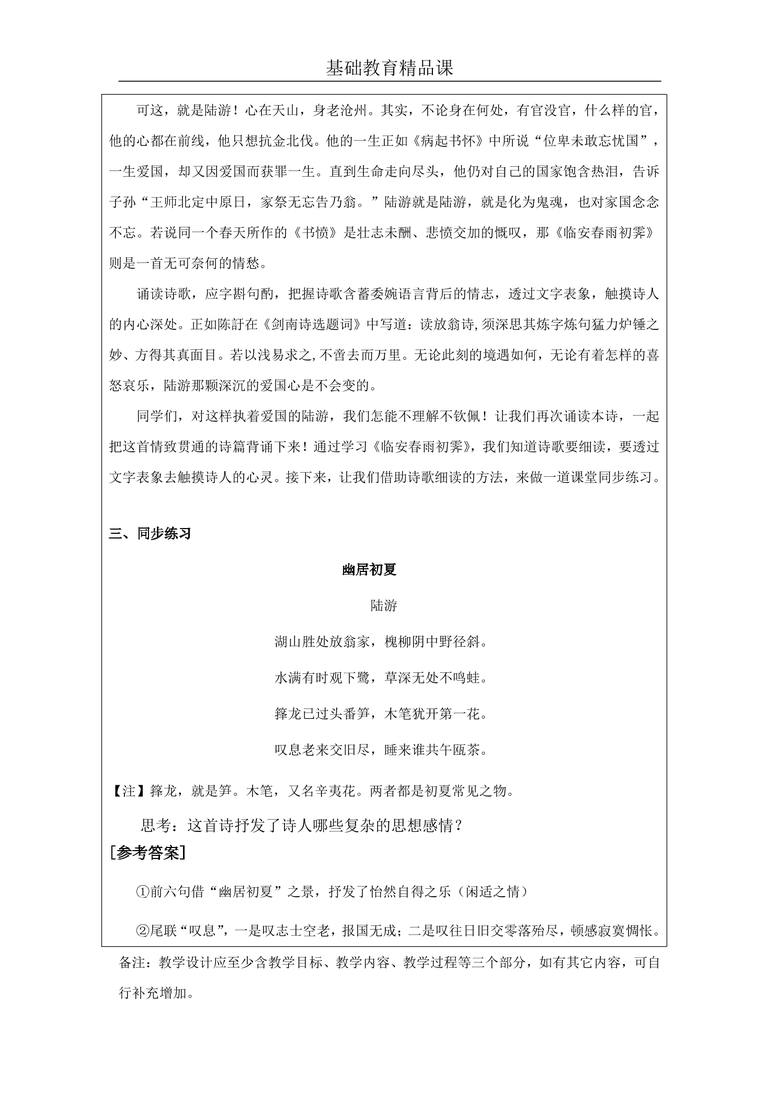 基础教育精品课
可这，就是陆游！心在天山，身老沧州。其实，不论身在何处，有官没官，什么样的官，
他的心都在前线，他只想抗金北伐。他的一生正如《病起书怀》中所说“位卑未敢忘忧国”，
一生爱国，却又因爱国而获罪一生。直到生命走向尽头，他仍对自己的国家饱含热泪，告诉
子孙“王师北定中原日，家祭无忘告乃翁。”陆游就是陆游，就是化为鬼魂，也对家国念念
不忘。若说同一个春天所作的《书愤》是壮志未酬、悲愤交加的慨叹，那《临安春雨初霁》
则是一首无可奈何的情愁。
诵读诗歌，应字斟句酌，把握诗歌含蓄委婉语言背后的情志，透过文字表象，触摸诗人
的内心深处。正如陈訏在《剑南诗选题词》中写道：读放翁诗,须深思其炼字炼句猛力炉锤之
妙、方得其真面目。若以浅易求之,不啻去而万里。无论此刻的境遇如何，无论有着怎样的喜
怒哀乐，陆游那颗深沉的爱国心是不会变的。
同学们，对这样执着爱国的陆游，我们怎能不理解不钦佩！让我们再次诵读本诗，一起
把这首情致贯通的诗篇背诵下来！通过学习《临安春雨初霁》，我们知道诗歌要细读，要透过
文字表象去触摸诗人的心灵。接下来，让我们借助诗歌细读的方法，来做一道课堂同步练习。
三、同步练习
幽居初夏
陆游
湖山胜处放翁家，槐柳阴中野径斜。
水满有时观下鹭，草深无处不鸣蛙。
箨龙已过头番笋，木笔犹开第一花。
叹息老来交旧尽，睡来谁共午瓯茶。
【注】箨龙，就是笋。木笔，又名辛夷花。两者都是初夏常见之物。
思考：这首诗抒发了诗人哪些复杂的思想感情？
[参考答案]
①前六句借“幽居初夏”之景，抒发了怡然自得之乐（闲适之情）
②尾联“叹息”，一是叹志士空老，报国无成；二是叹往日旧交零落殆尽，顿感寂寞惆怅。
备注：教学设计应至少含教学目标、教学内容、教学过程等三个部分，如有其它内容，可自
行补充增加。